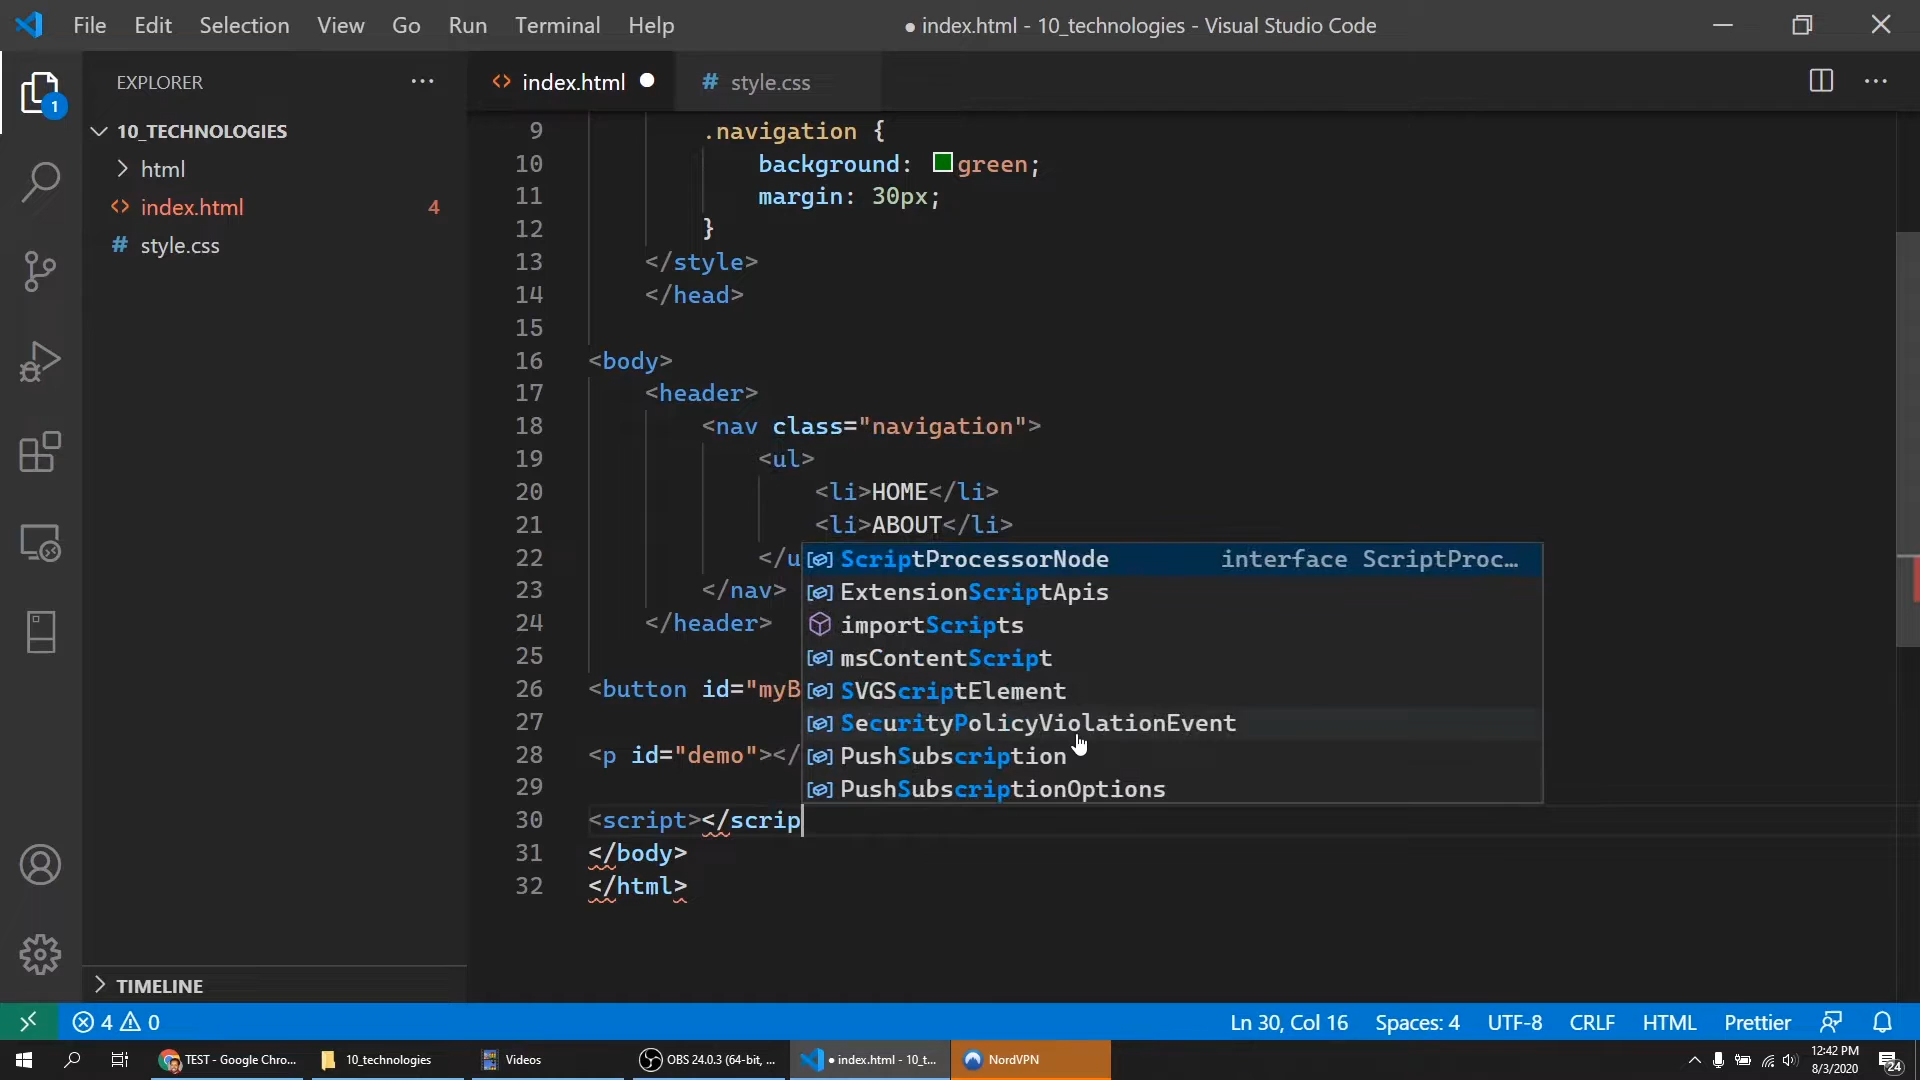 File Edit Selection View Go Run Terminal Help
● index.html - 10_technologies - Visual Studio Code
EXPLORER
index.html
# style.css
1
10_TECHNOLOGIES
html
index.html 4
# style.css
9 .navigation {
10 background: green;
11 margin: 30px;
12 }
13 </style>
14 </head>
15
16 <body>
17 <header>
18 <nav class="navigation">
19 <ul>
20 <li>HOME</li>
21 <li>ABOUT</li>
22 </u
23 </nav>
24 </header>
25
26 <button id="myB
27
28 <p id="demo"></
29
30 <script></scrip
31 </body>
32 </html>
ScriptProcessorNode interface ScriptProc…
ExtensionScriptApis
importScripts
msContentScript
SVGScriptElement
SecurityPolicyViolationEvent
PushSubscription
PushSubscriptionOptions
TIMELINE
4 0
Ln 30, Col 16 Spaces: 4 UTF-8 CRLF HTML Prettier
TEST - Google Chro...
10_technologies
Videos
OBS 24.0.3 (64-bit, ...
● index.html - 10_t...
NordVPN
12:42 PM
8/3/2020
24